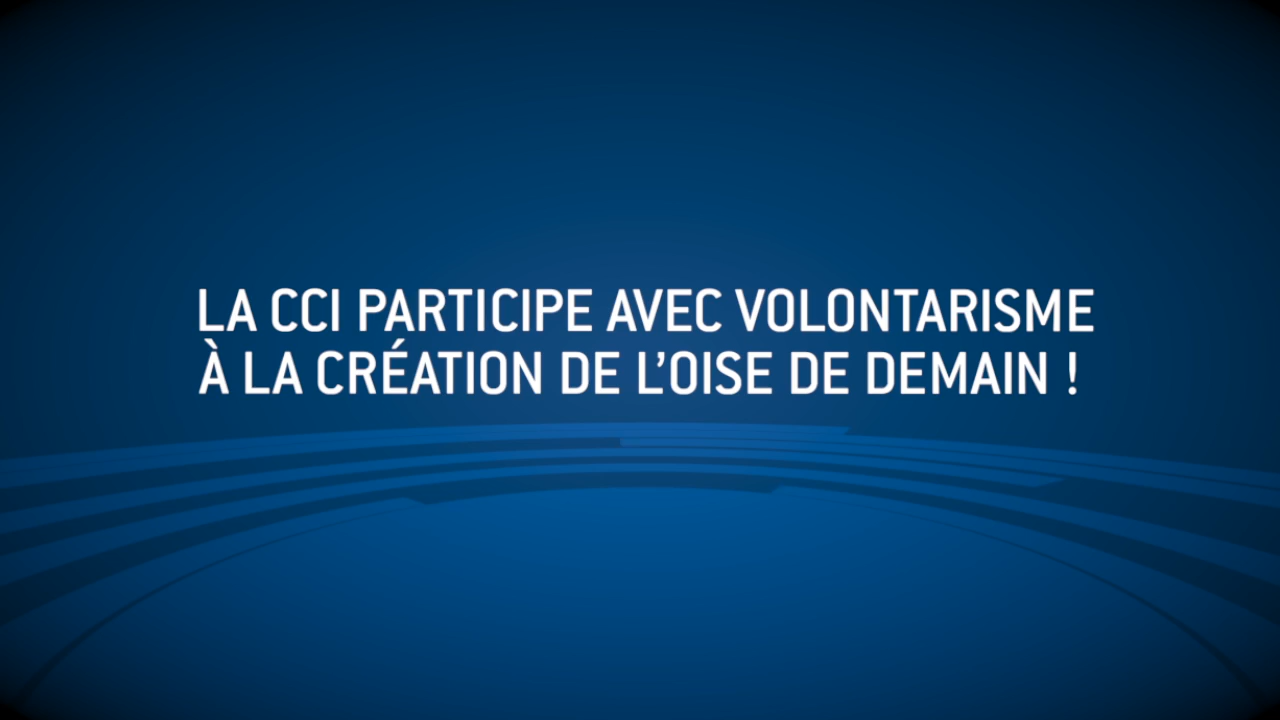 LA CCI PARTICIPE AVEC VOLONTARISME
À LA CRÉATION DE L’OISE DE DEMAIN !